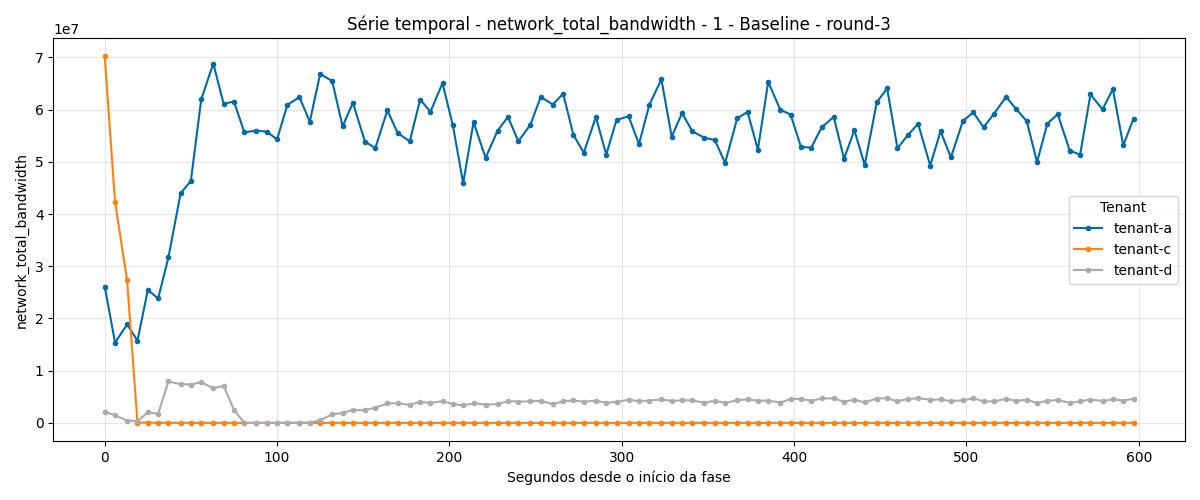 Série temporal - network_total_bandwidth - 1 - Baseline - round-3
1e7
7
6
5
4
3
2
1
0
network_total_bandwidth
0 100 200 300 400 500 600
Segundos desde o início da fase
Tenant
tenant-a
tenant-c
tenant-d